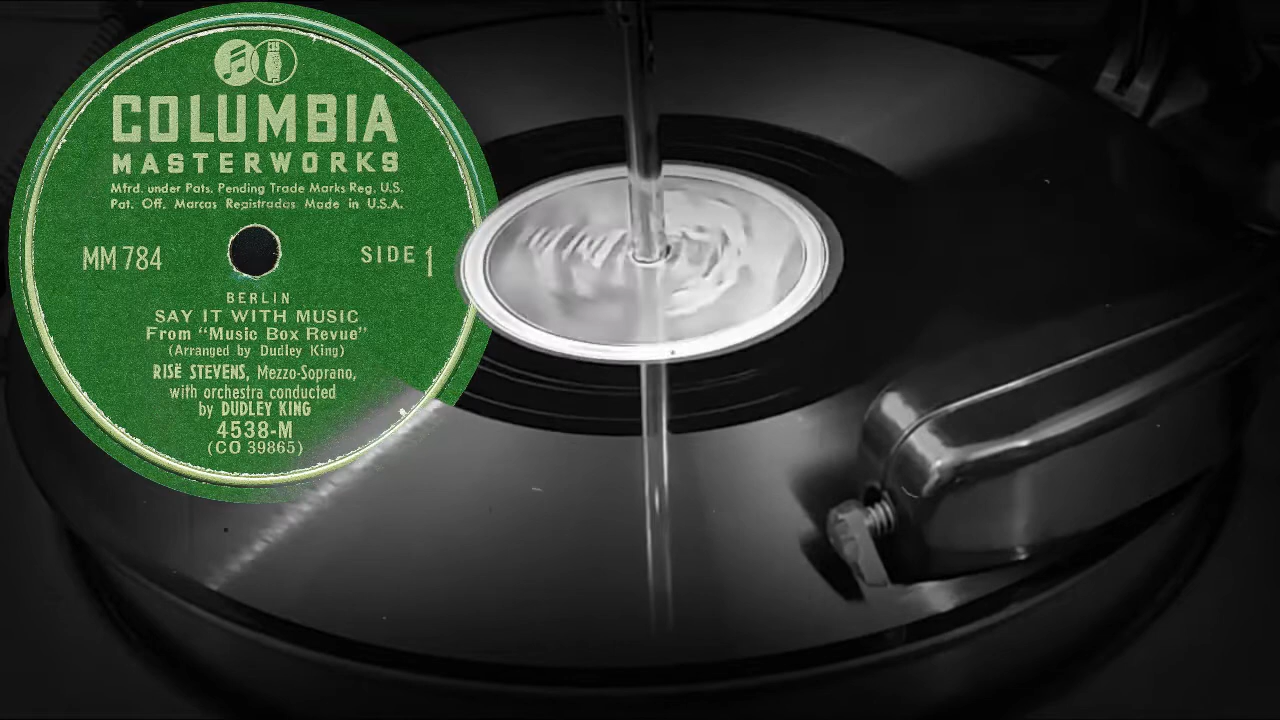 COLUMBIA
MASTERWORKS
Mfrd. under Pats. Pending Trade Marks Reg. U.S.
Pat. Off. Marcas Registradas Made in U.S.A.
MM 784 SIDE 1
BERLIN
SAY IT WITH MUSIC
From “Music Box Revue”
(Arranged by Dudley King)
RISË STEVENS, Mezzo-Soprano,
with orchestra conducted
by DUDLEY KING
4538-M
(CO 39865)